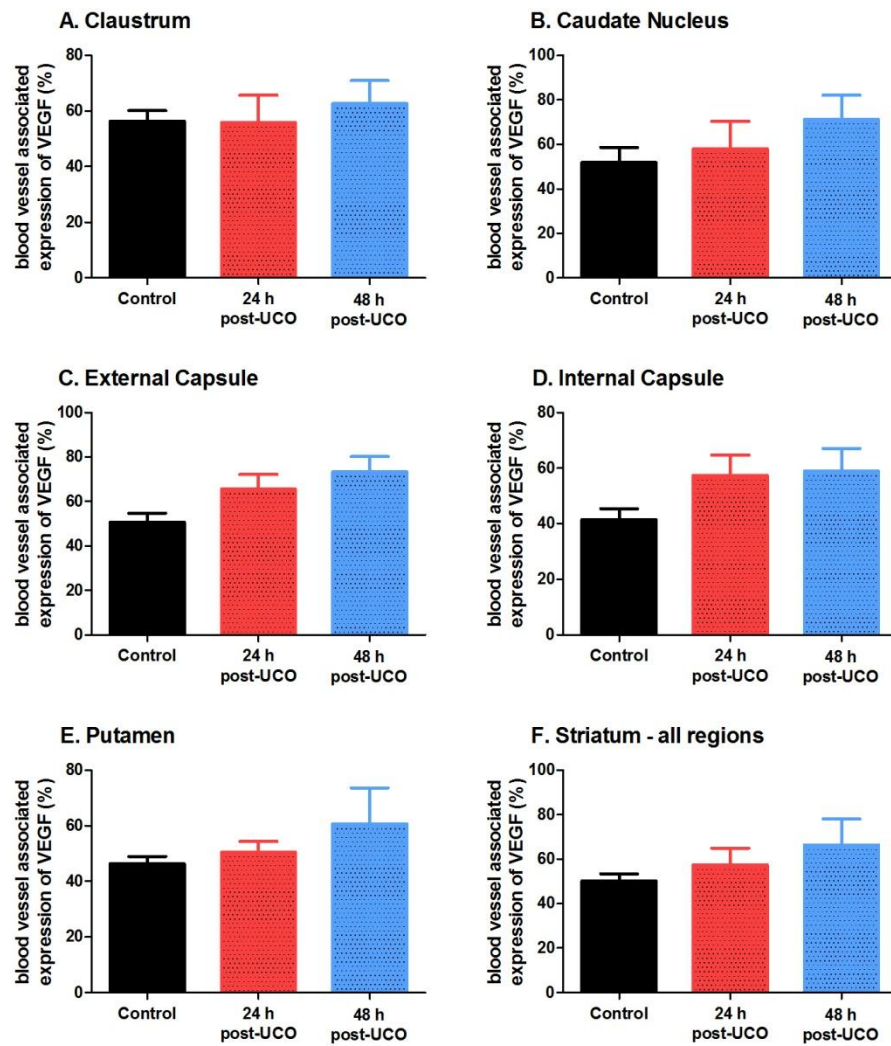 A. Claustrum
blood vessel associated
expression of VEGF (%)
80
60
40
20
0
Control
24 h
post-UCO
48 h
post-UCO
B. Caudate Nucleus
blood vessel associated
expression of VEGF (%)
100
80
60
40
20
0
Control
24 h
post-UCO
48 h
post-UCO
C. External Capsule
blood vessel associated
expression of VEGF (%)
100
80
60
40
20
0
Control
24 h
post-UCO
48 h
post-UCO
D. Internal Capsule
blood vessel associated
expression of VEGF (%)
80
60
40
20
0
Control
24 h
post-UCO
48 h
post-UCO
E. Putamen
blood vessel associated
expression of VEGF (%)
80
60
40
20
0
Control
24 h
post-UCO
48 h
post-UCO
F. Striatum - all regions
blood vessel associated
expression of VEGF (%)
100
80
60
40
20
0
Control
24 h
post-UCO
48 h
post-UCO